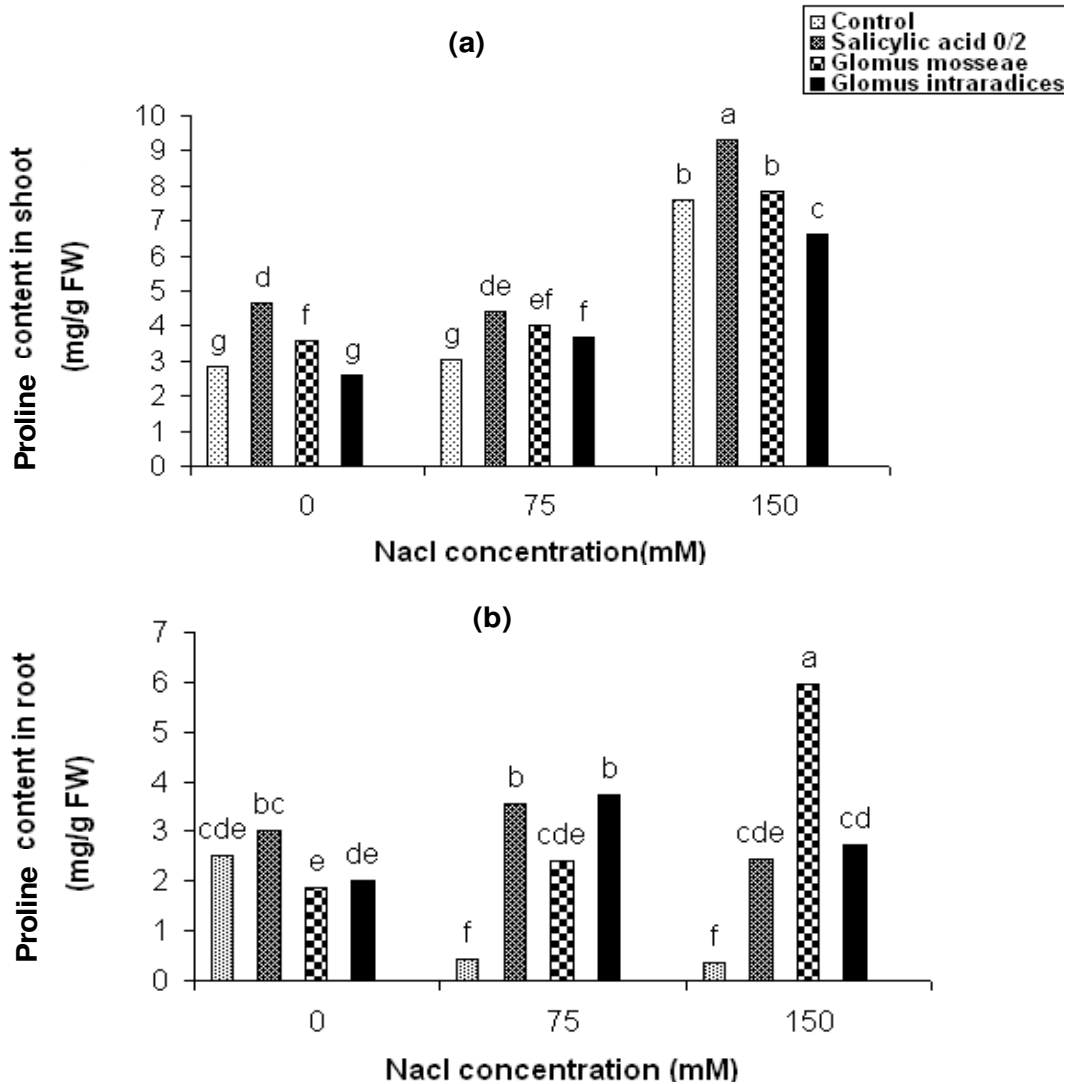 (a)
Control
Salicylic acid 0/2
Glomus mosseae
Glomus intraradices
Proline content in shoot
(mg/g FW)
10
9
8
7
6
5
4
3
2
1
0
g
d
f
g
g
de
ef
f
b
a
b
c
0
75
150
Nacl concentration(mM)
(b)
Proline content in root
(mg/g FW)
7
6
5
4
3
2
1
0
cde
bc
e
de
f
b
cde
b
f
cde
a
cd
0
75
150
Nacl concentration (mM)